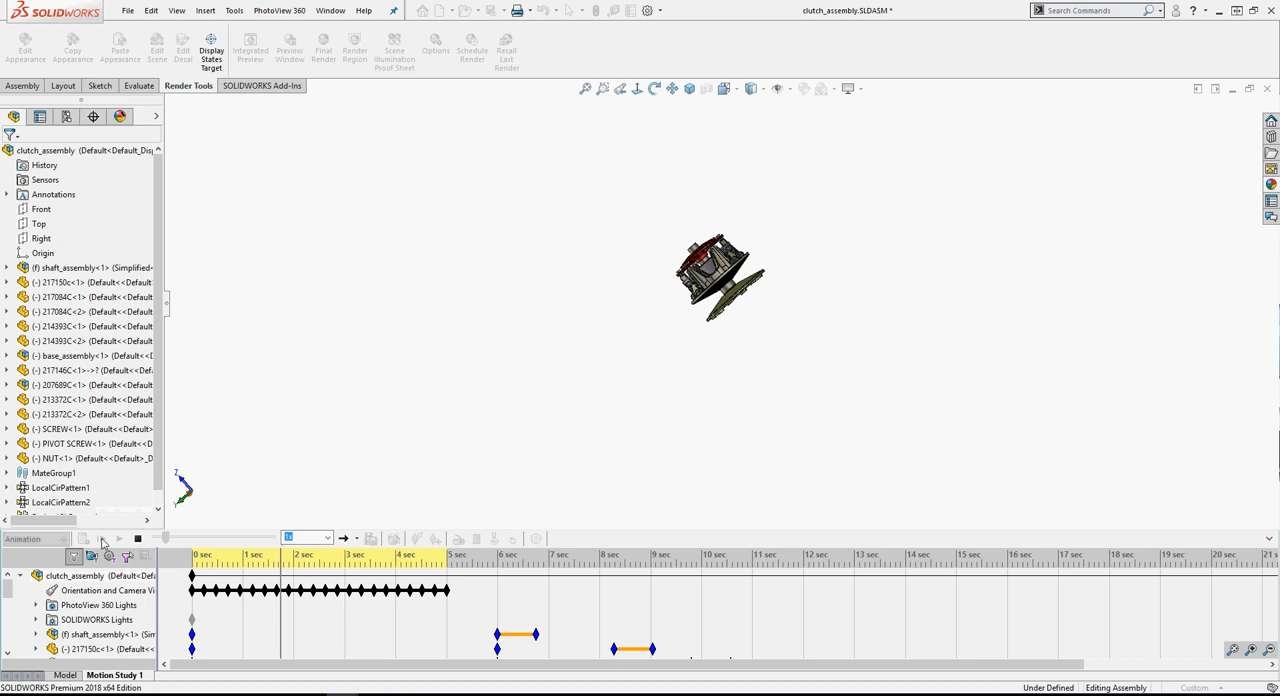 SOLIDWORKS File Edit View Insert Tools PhotoView 360 Window Help clutch_assembly.SLDASM * Search Commands
Edit Appearance
Copy Appearance
Paste Appearance
Edit Scene
Edit Decal
Display States Target
Integrated Preview
Preview Window
Final Render
Render Region
Scene Illumination Proof Sheet
Options
Schedule Render
Recall Last Render
Assembly Layout Sketch Evaluate Render Tools SOLIDWORKS Add-Ins
clutch_assembly (Default<Default_Dis
History
Sensors
Annotations
Front
Top
Right
Origin
(f) shaft_assembly<1> (Simplified
(-) 217150c<1> (Default<<Default
(-) 217084C<1> (Default<<Default
(-) 217084C<2> (Default<<Default
(-) 214393C<1> (Default<<Default
(-) 214393C<2> (Default<<Default
(-) base_assembly<1> (Default<<D
(-) 217146C<1>->? (Default<<Def
(-) 207689C<1> (Default<<Default
(-) 213372C<1> (Default<<Default
(-) 213372C<2> (Default<<Default
(-) SCREW<1> (Default<<Default
(-) PIVOT SCREW<1> (Default<<D
(-) NUT<1> (Default<<Default>_D
MateGroup1
LocalCirPattern1
LocalCirPattern2
Z
Y
Animation 1x
0 sec 1 sec 2 sec 3 sec 4 sec 5 sec 6 sec 7 sec 8 sec 9 sec 10 sec 11 sec 12 sec 13 sec 14 sec 15 sec 16 sec 17 sec 18 sec 19 sec 20 sec 21 s
clutch_assembly (Default<Defa
Orientation and Camera Vi
PhotoView 360 Lights
SOLIDWORKS Lights
(f) shaft_assembly<1> (Sim
(-) 217150c<1> (Default<<
Model Motion Study 1
SOLIDWORKS Premium 2018 x64 Edition Under Defined Editing Assembly Custom